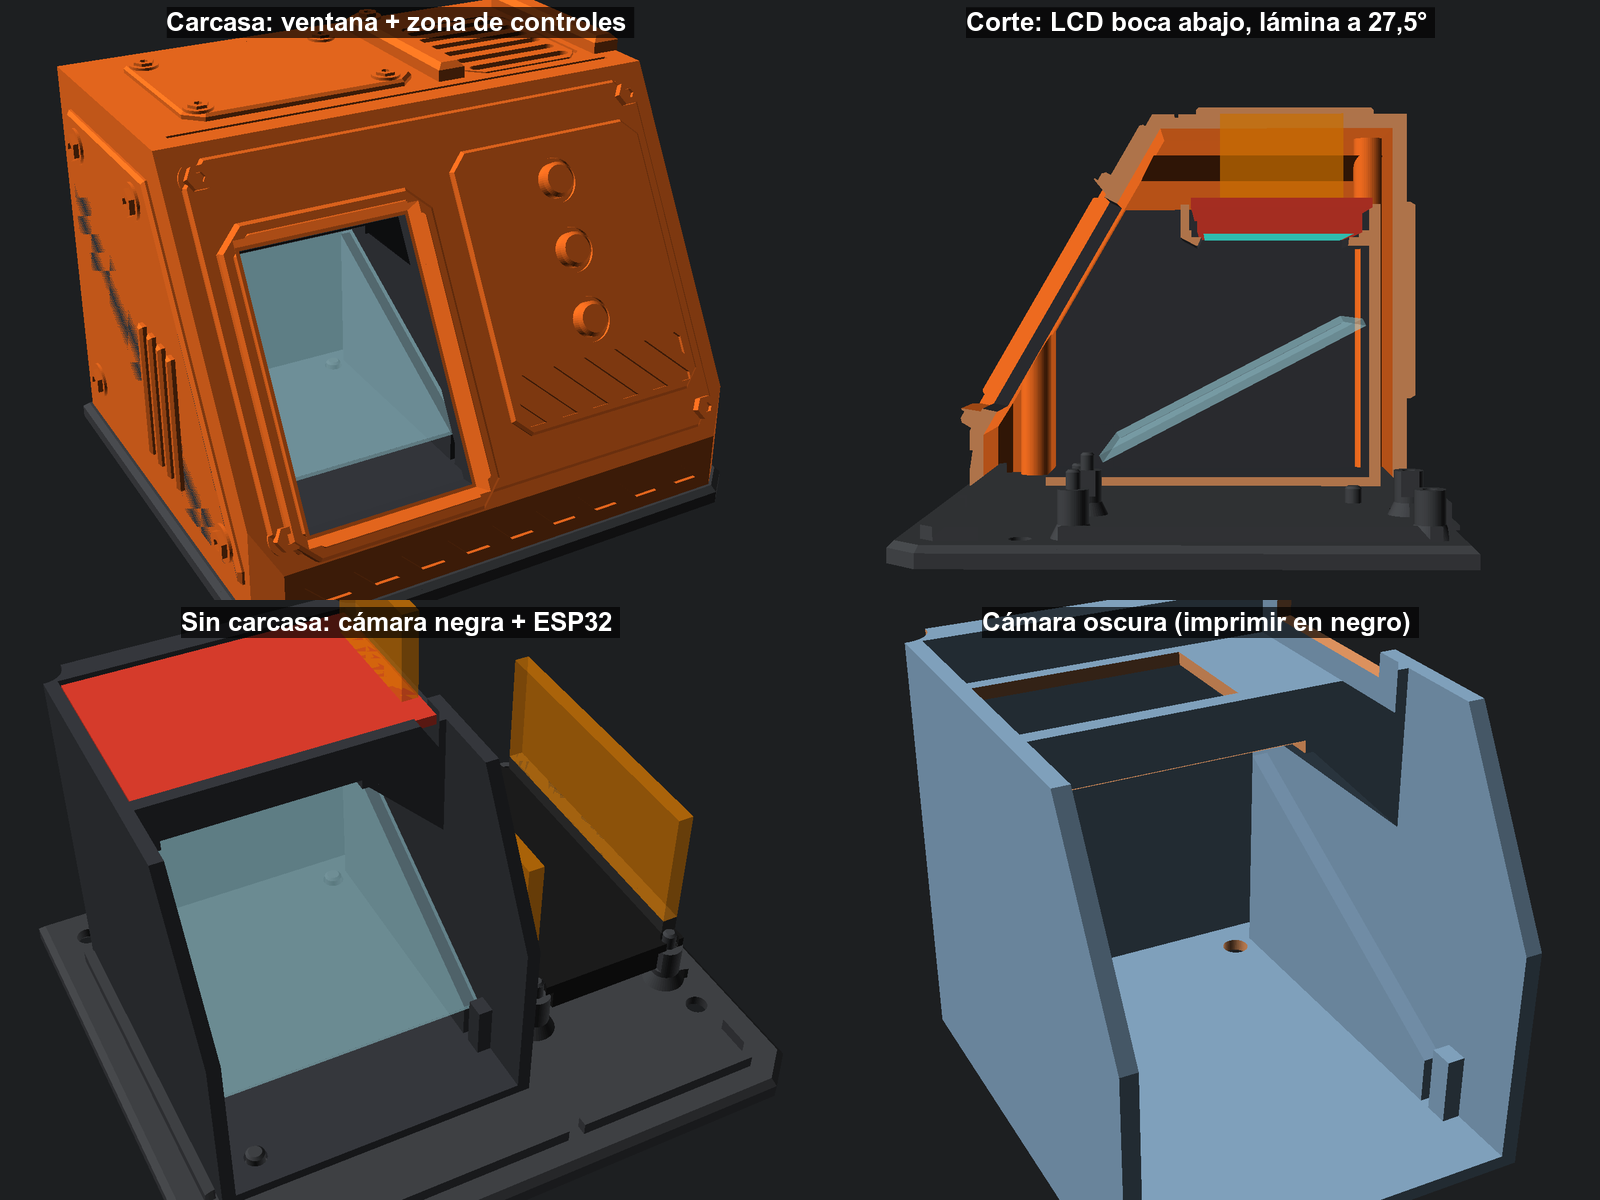 Carcasa: ventana + zona de controles
Corte: LCD boca abajo, lámina a 27,5°
Sin carcasa: cámara negra + ESP32
Cámara oscura (imprimir en negro)